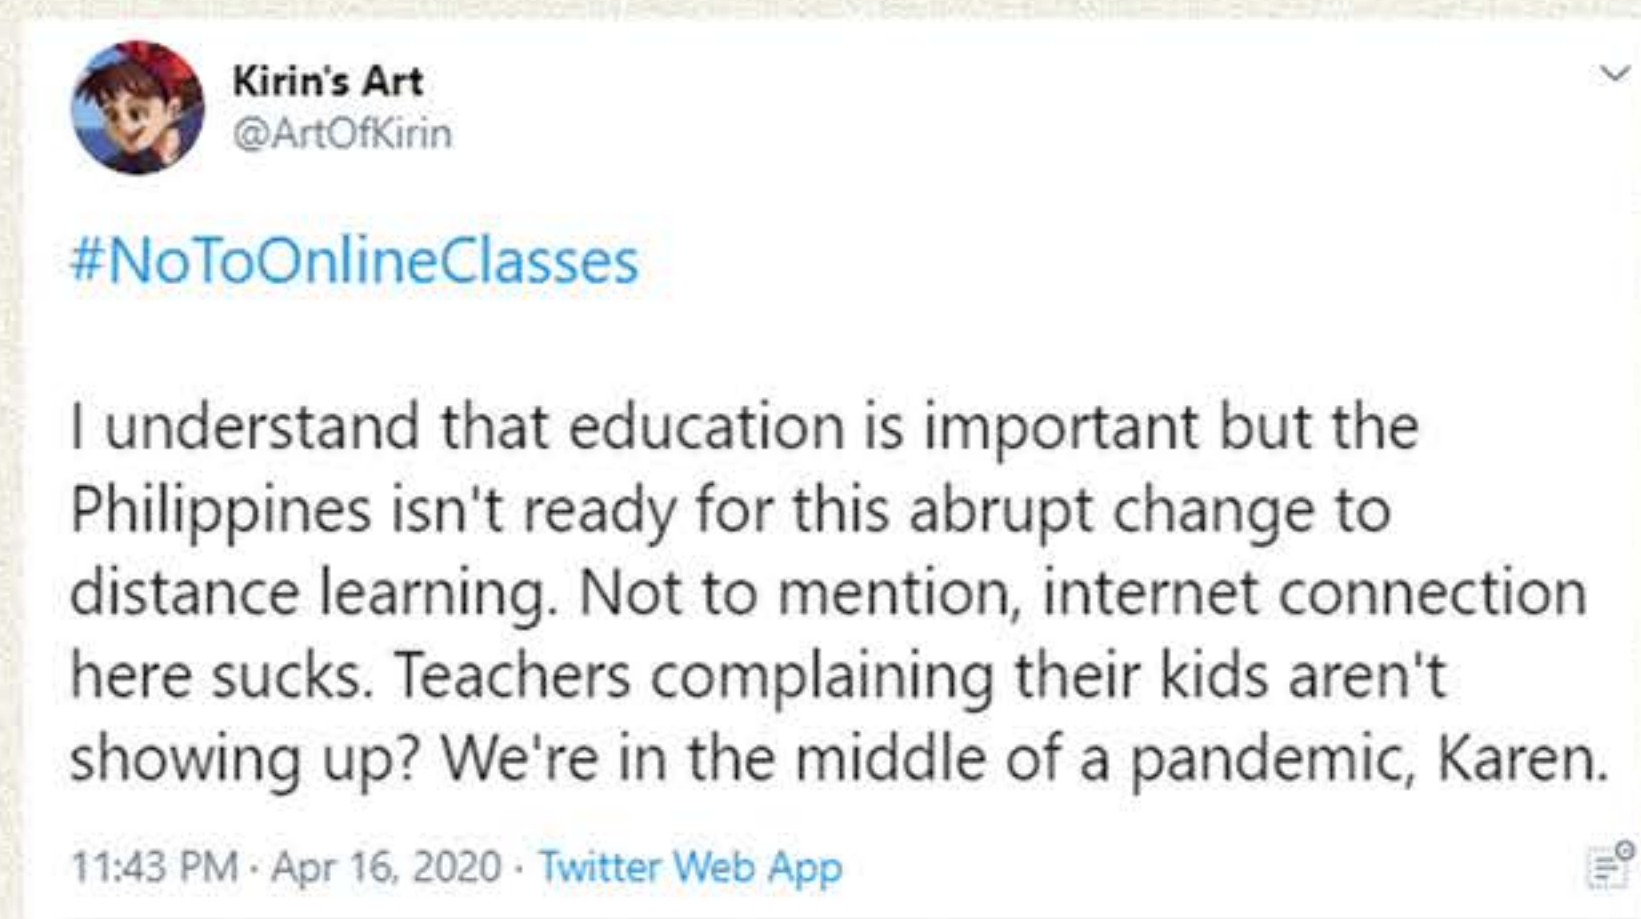 Kirin's Art
@ArtOfKirin
#NoToOnlineClasses
I understand that education is important but the
Philippines isn't ready for this abrupt change to
distance learning. Not to mention, internet connection
here sucks. Teachers complaining their kids aren't
showing up? We're in the middle of a pandemic, Karen.
11:43 PM · Apr 16, 2020 · Twitter Web App